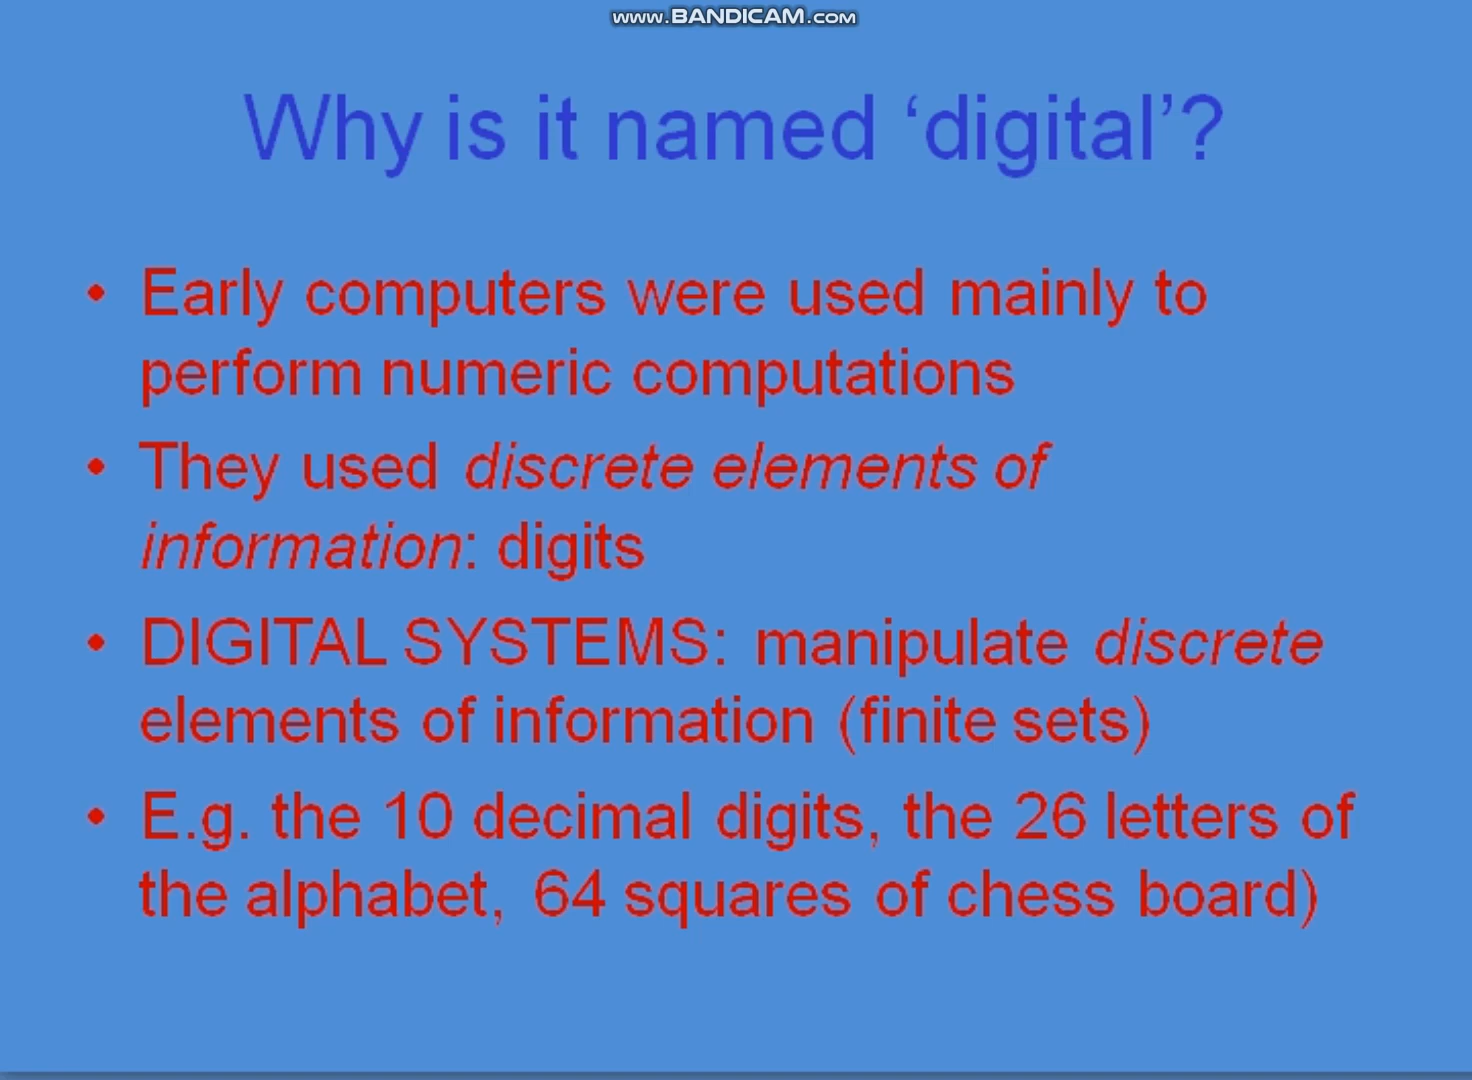 www.BANDICAM.com
Why is it named ‘digital’?
• Early computers were used mainly to
perform numeric computations
• They used discrete elements of
information: digits
• DIGITAL SYSTEMS: manipulate discrete
elements of information (finite sets)
• E.g. the 10 decimal digits, the 26 letters of
the alphabet, 64 squares of chess board)